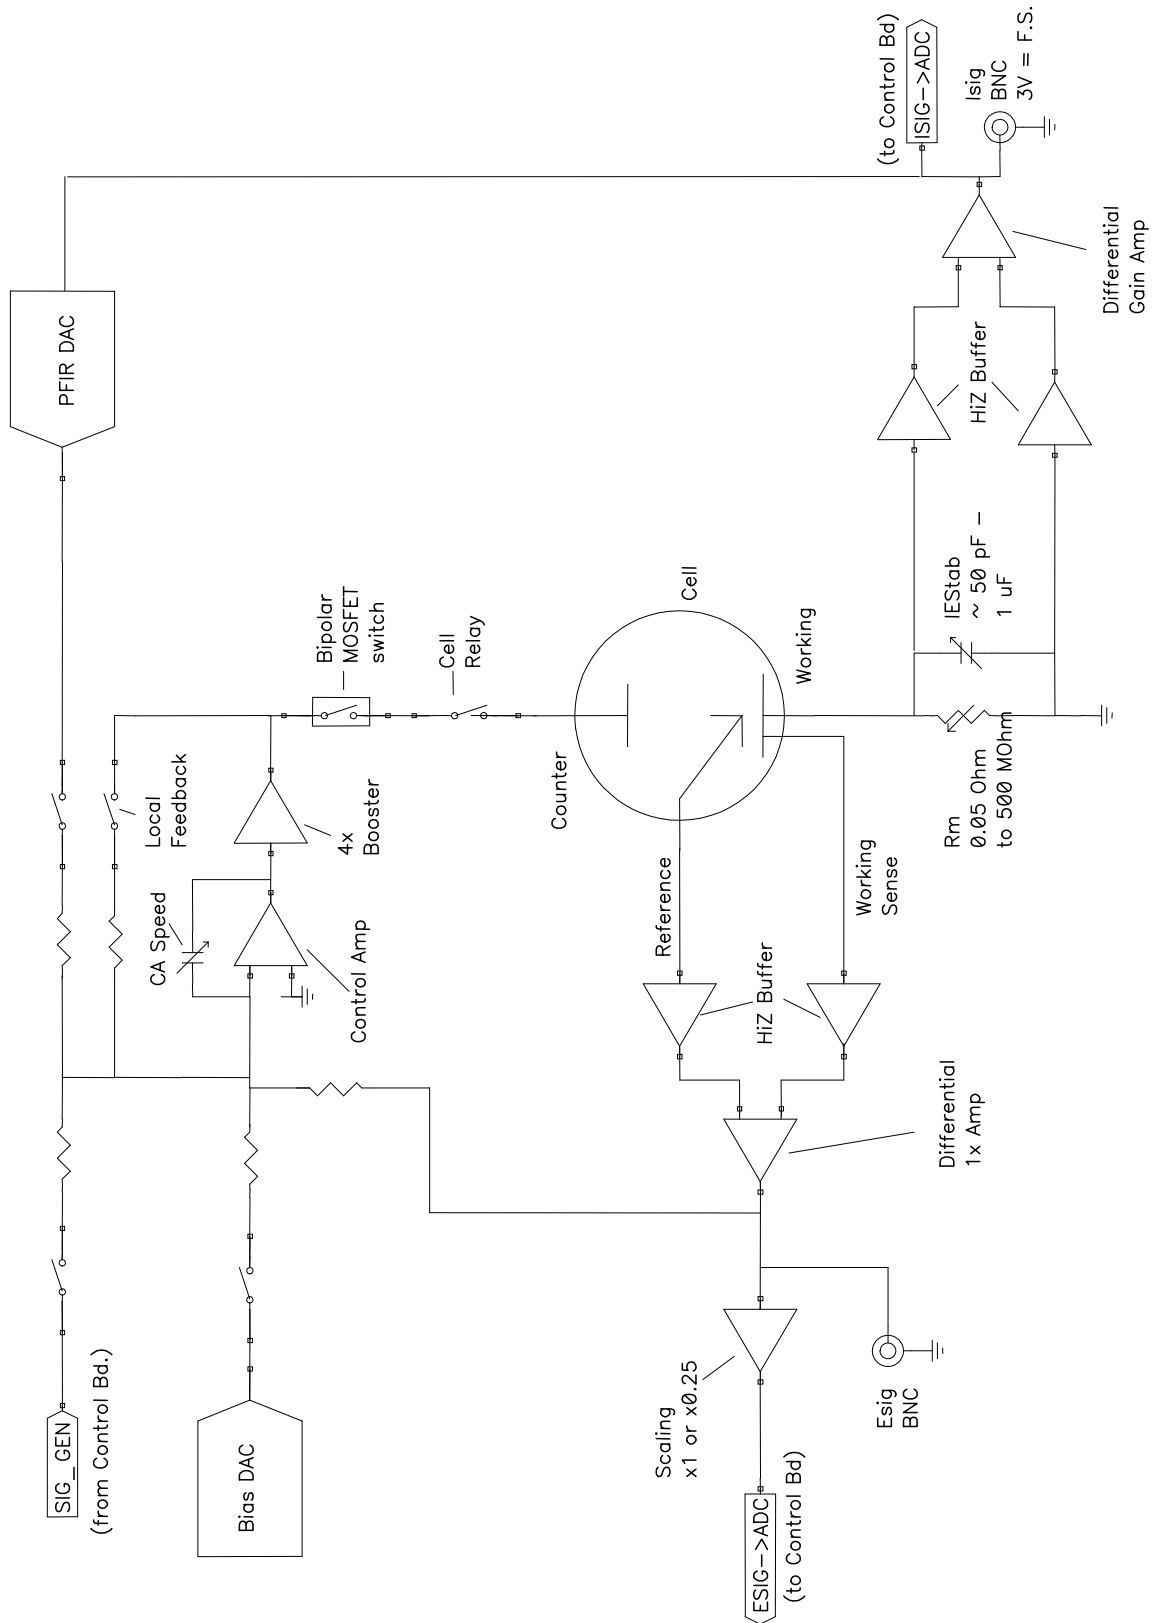 SIG_GEN
(from Control Bd.)
Bias DAC
PFIR DAC
Local
Feedback
CA Speed
Control Amp
4x
Booster
Bipolar
MOSFET
switch
Cell
Relay
Counter
Cell
Reference
Working
Working
Sense
HiZ Buffer
Differential
1x Amp
Scaling
x1 or x0.25
ESIG->ADC
(to Control Bd)
Esig
BNC
Rm
0.05 Ohm
to 500 MOhm
IEStab
~ 50 pF -
1 uF
HiZ Buffer
Differential
Gain Amp
(to Control Bd)
ISIG->ADC
Isig
BNC
3V = F.S.